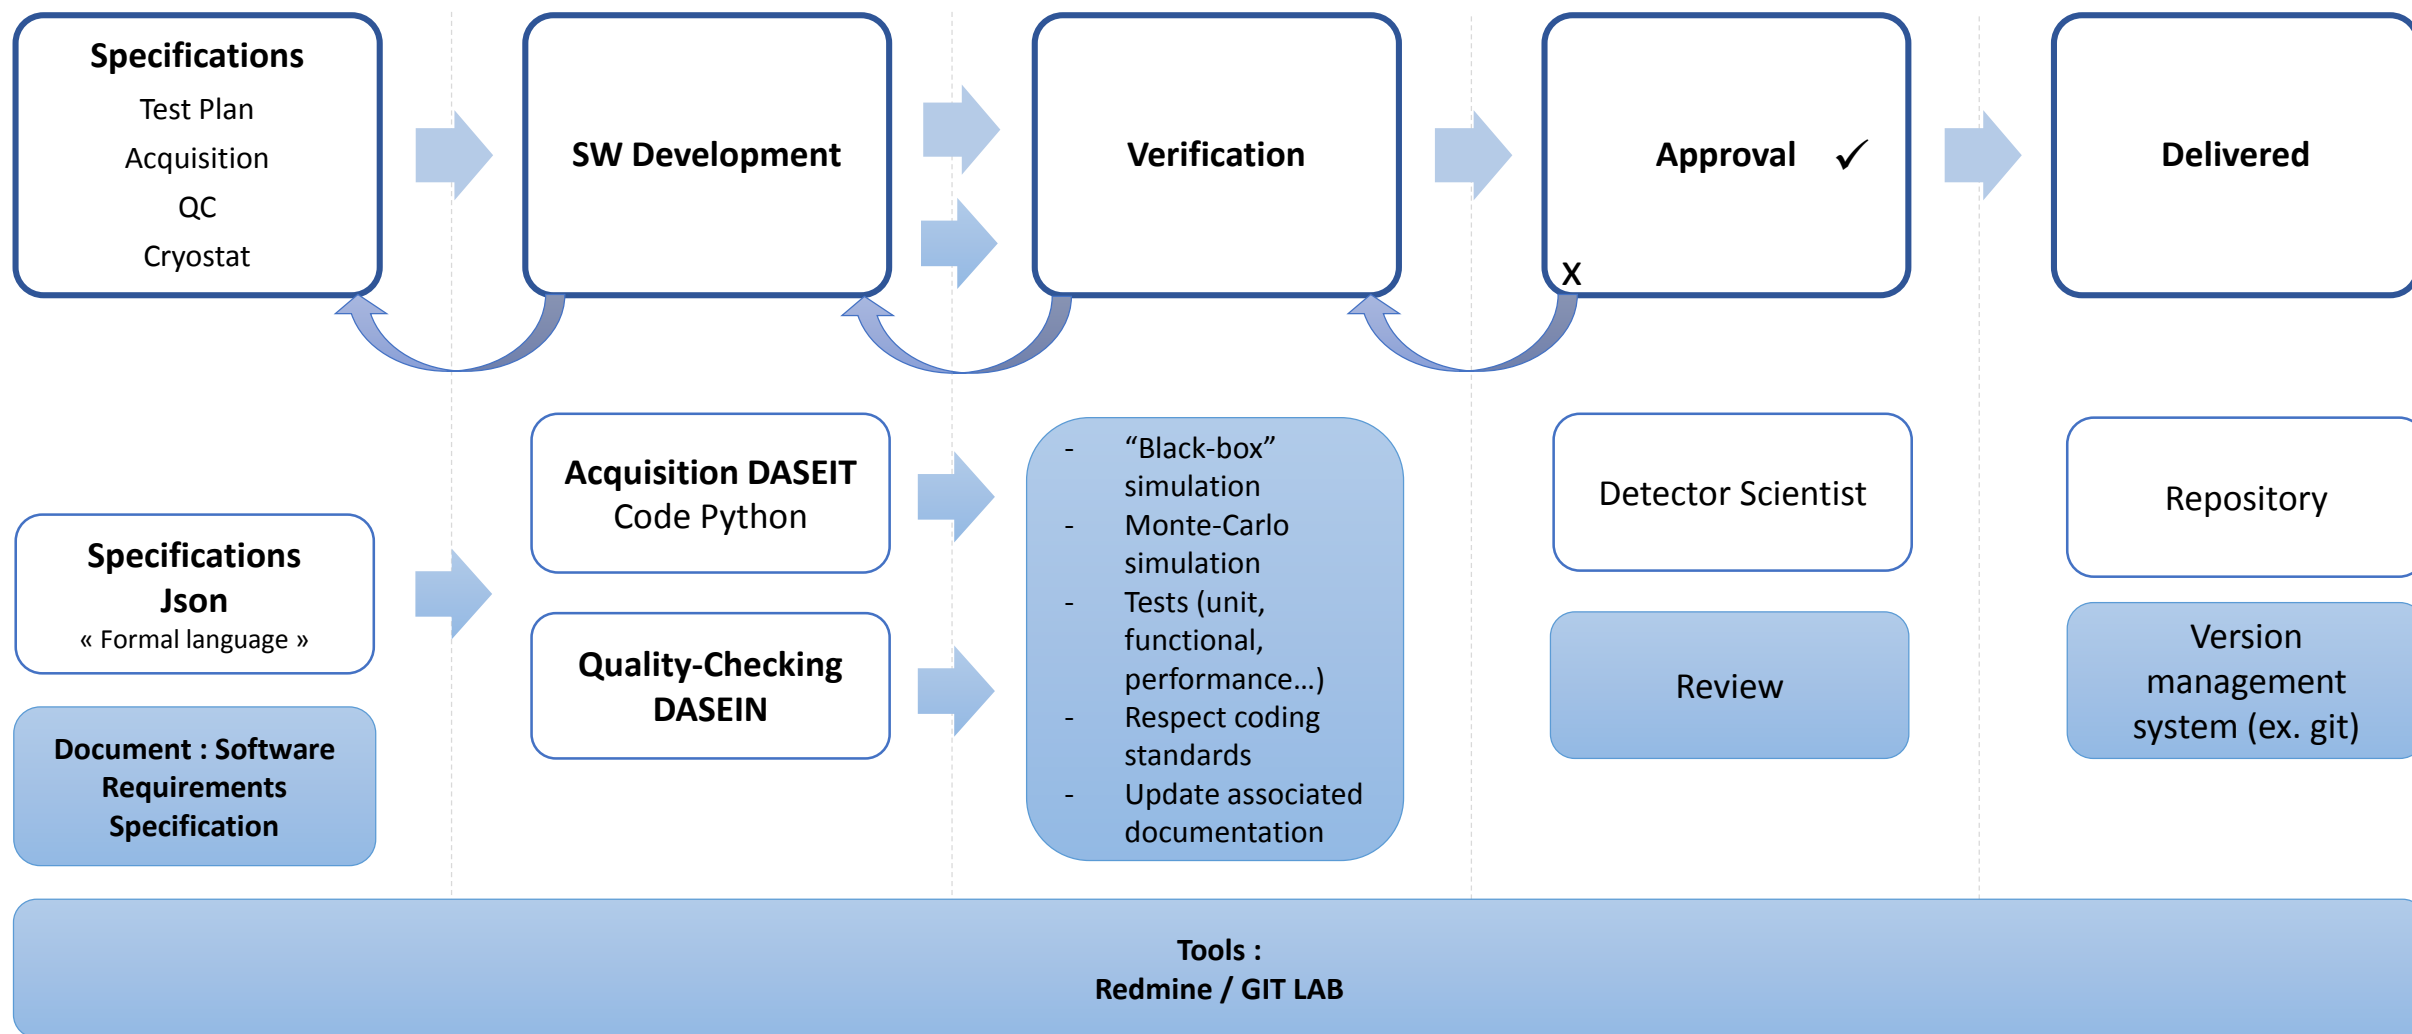 Specifications
Test Plan
Acquisition
QC
Cryostat
SW Development
Verification
Approval ✓
X
Delivered
Specifications
Json
« Formal language »
Document : Software
Requirements
Specification
Acquisition DASEIT
Code Python
Quality-Checking
DASEIN
- “Black-box”
simulation
- Monte-Carlo
simulation
- Tests (unit,
functional,
performance...)
- Respect coding
standards
- Update associated
documentation
Detector Scientist
Review
Repository
Version
management
system (ex. git)
Tools :
Redmine / GIT LAB